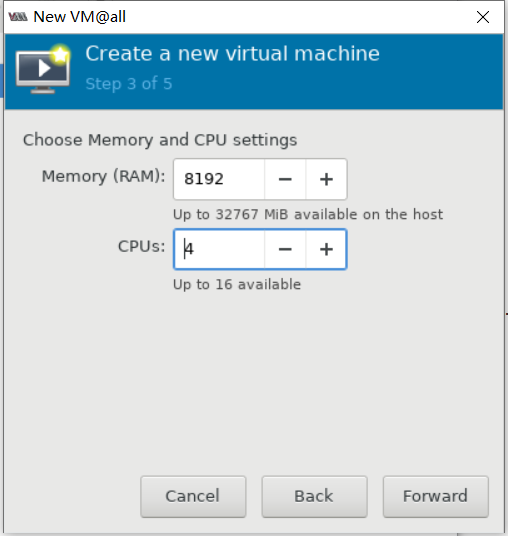 New VM@all
Create a new virtual machine
Step 3 of 5
Choose Memory and CPU settings
Memory (RAM): 8192 − +
Up to 32767 MiB available on the host
CPUs: 4 − +
Up to 16 available
Cancel Back Forward